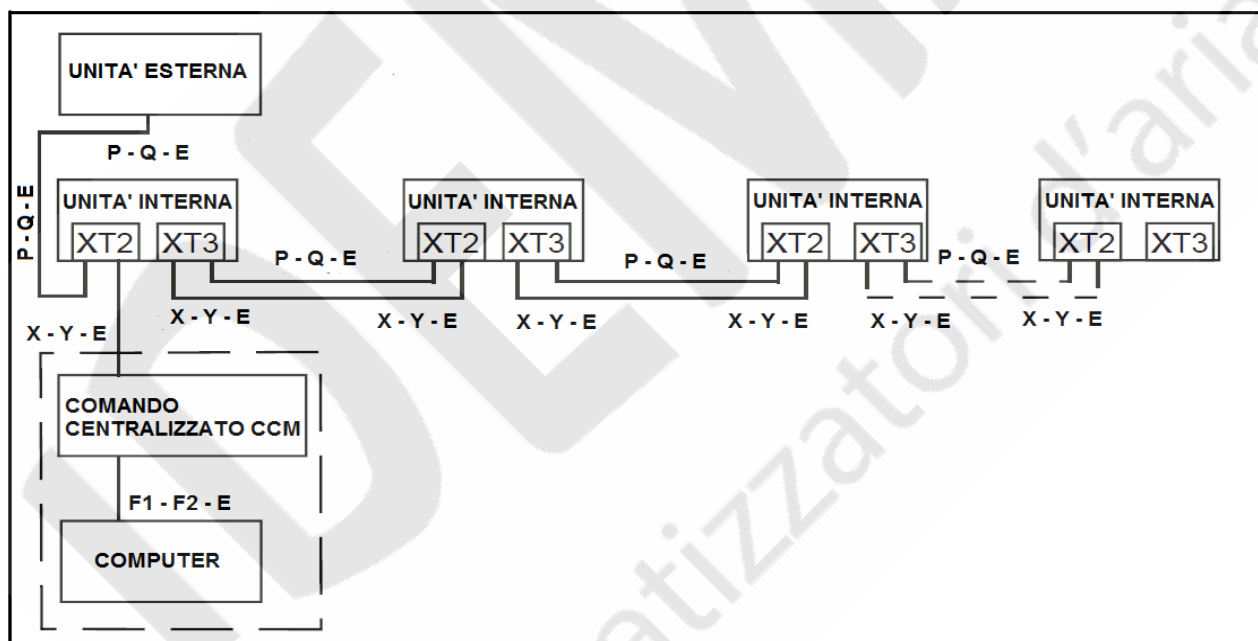 UNITA' ESTERNA
P - Q - E
P - Q - E
UNITA' INTERNA
XT2 XT3
UNITA' INTERNA
XT2 XT3
UNITA' INTERNA
XT2 XT3
UNITA' INTERNA
XT2 XT3
P - Q - E
P - Q - E
P - Q - E
X - Y - E
X - Y - E
X - Y - E
X - Y - E
X - Y - E
X - Y - E
X - Y - E
COMANDO
CENTRALIZZATO CCM
F1 - F2 - E
COMPUTER